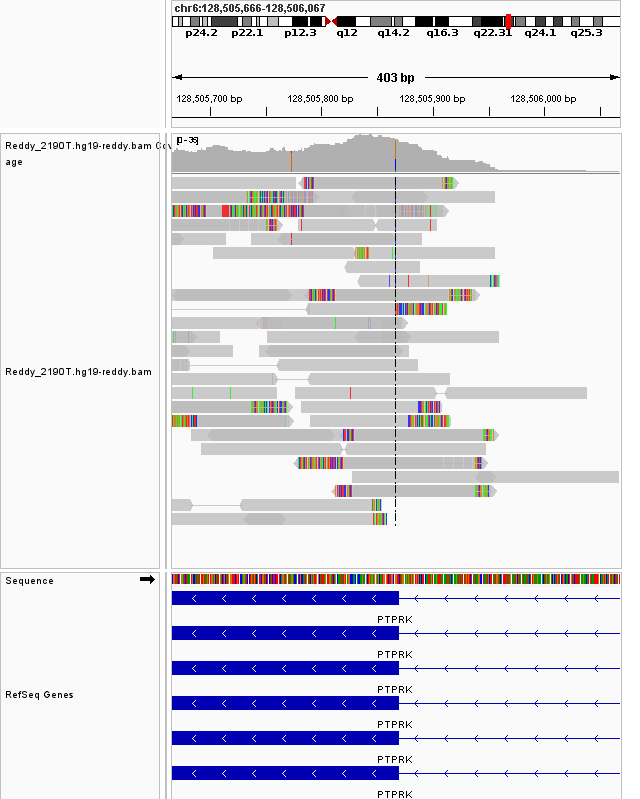 chr6:128,505,666-128,506,067
p24.2 p22.1 p12.3 q12 q14.2 q16.3 q22.31 q24.1 q25.3
403 bp
128,505,700 bp 128,505,800 bp 128,505,900 bp 128,506,000 bp
Reddy_2190T.hg19-reddy.bam
age
Reddy_2190T.hg19-reddy.bam
Sequence
PTPRK
PTPRK
PTPRK
RefSeq Genes
PTPRK
PTPRK
PTPRK
PTPRK